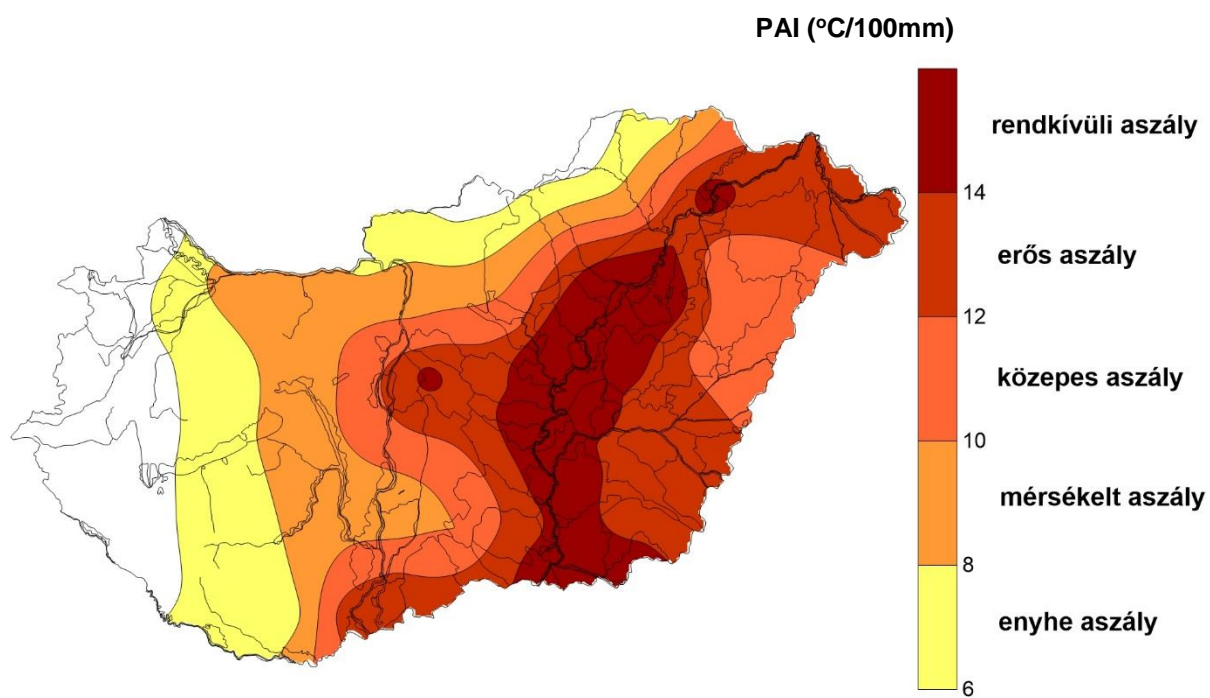 PAI (°C/100mm)
rendkívüli aszály
14
erős aszály
12
közepes aszály
10
mérsékelt aszály
8
enyhe aszály
6